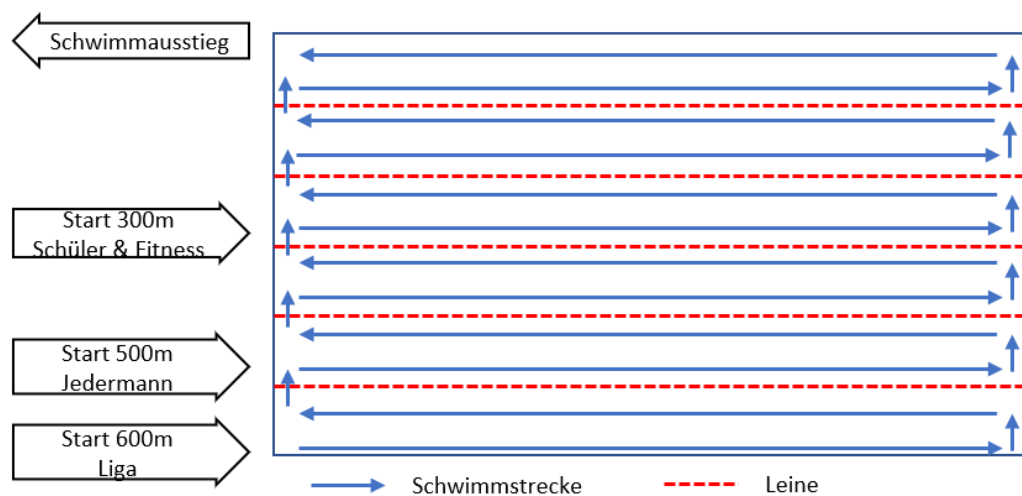 Schwimmausstieg
Start 300m
Schüler & Fitness
Start 500m
Jedermann
Start 600m
Liga
Schwimmstrecke
Leine